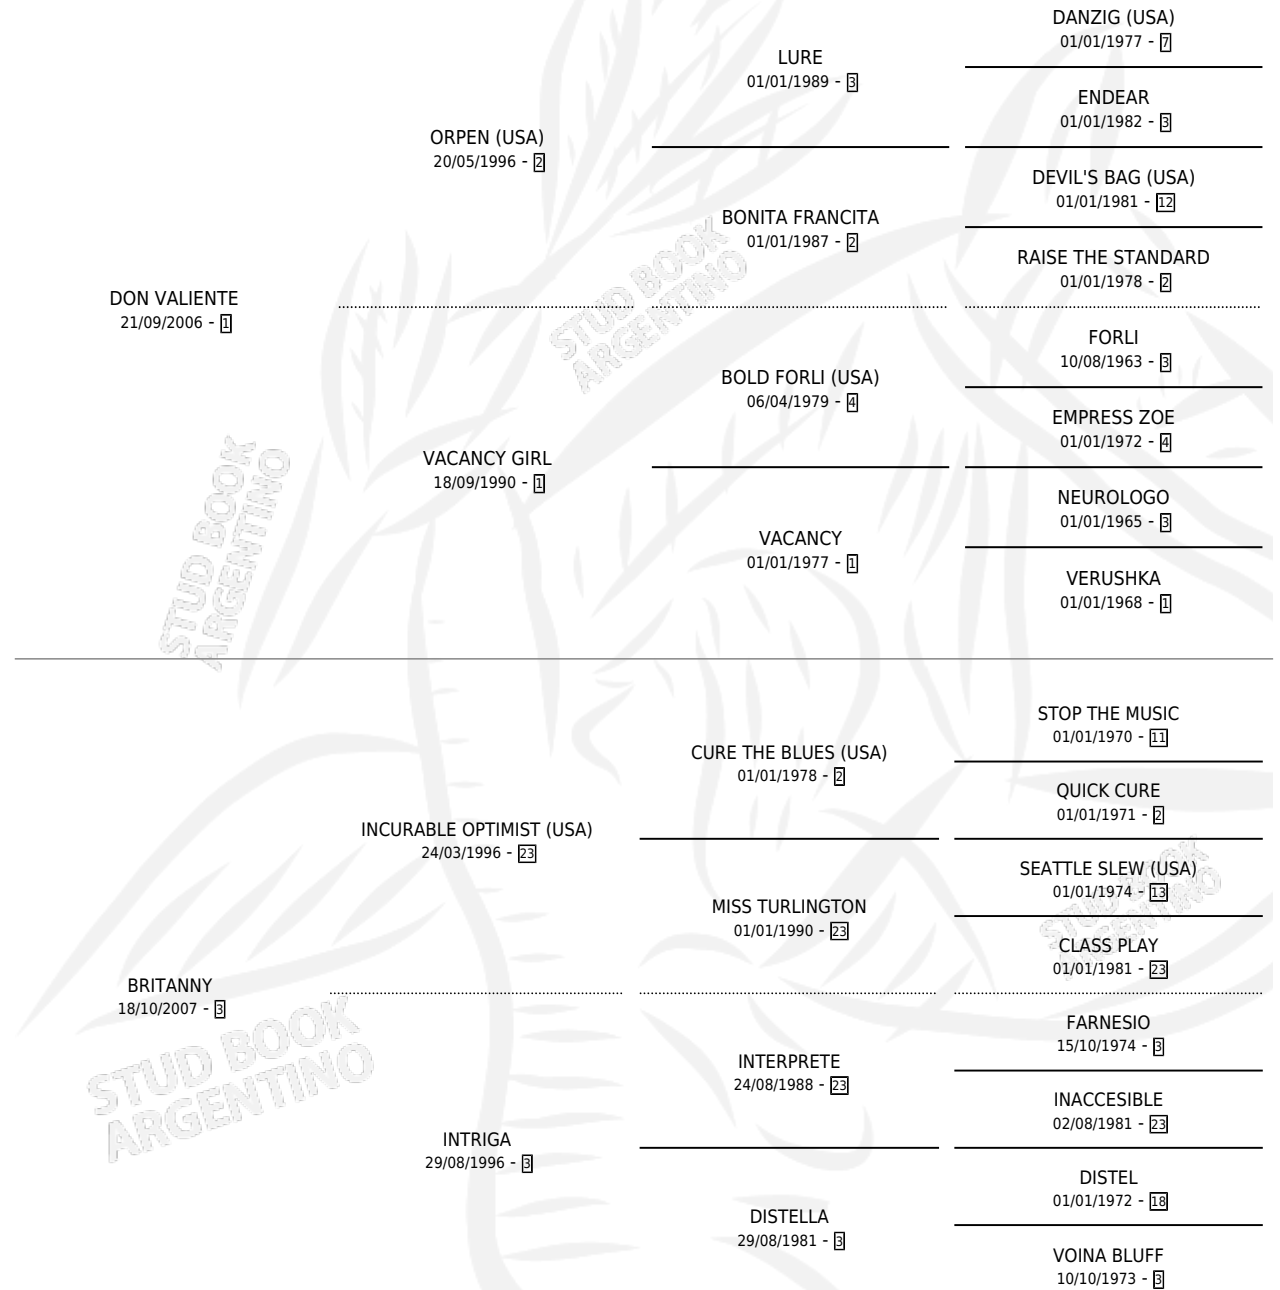 DANZIG (USA)
01/01/1977 - 7
LURE
01/01/1989 - 3
ENDEAR
01/01/1982 - 3
ORPEN (USA)
20/05/1996 - 2
DEVIL'S BAG (USA)
01/01/1981 - 12
BONITA FRANCITA
01/01/1987 - 2
RAISE THE STANDARD
01/01/1978 - 2
DON VALIENTE
21/09/2006 - 1
STUD BOOK
ARGENTINO
FORLI
10/08/1963 - 3
BOLD FORLI (USA)
06/04/1979 - 4
EMPRESS ZOE
01/01/1972 - 4
VACANCY GIRL
18/09/1990 - 1
NEUROLOGO
01/01/1965 - 3
VACANCY
01/01/1977 - 1
VERUSHKA
01/01/1968 - 1
STUD BOOK
ARGENTINO
STOP THE MUSIC
01/01/1970 - 11
CURE THE BLUES (USA)
01/01/1978 - 2
QUICK CURE
01/01/1971 - 2
INCURABLE OPTIMIST (USA)
24/03/1996 - 23
SEATTLE SLEW (USA)
01/01/1974 - 13
MISS TURLINGTON
01/01/1990 - 23
STUD BOOK
ARGENTINO
CLASS PLAY
01/01/1981 - 23
BRITANNY
18/10/2007 - 3
STUD BOOK
ARGENTINO
FARNESIO
15/10/1974 - 3
INTERPRETE
24/08/1988 - 23
INACCESIBLE
02/08/1981 - 23
INTRIGA
29/08/1996 - 3
DISTEL
01/01/1972 - 18
DISTELLA
29/08/1981 - 3
VOINA BLUFF
10/10/1973 - 3